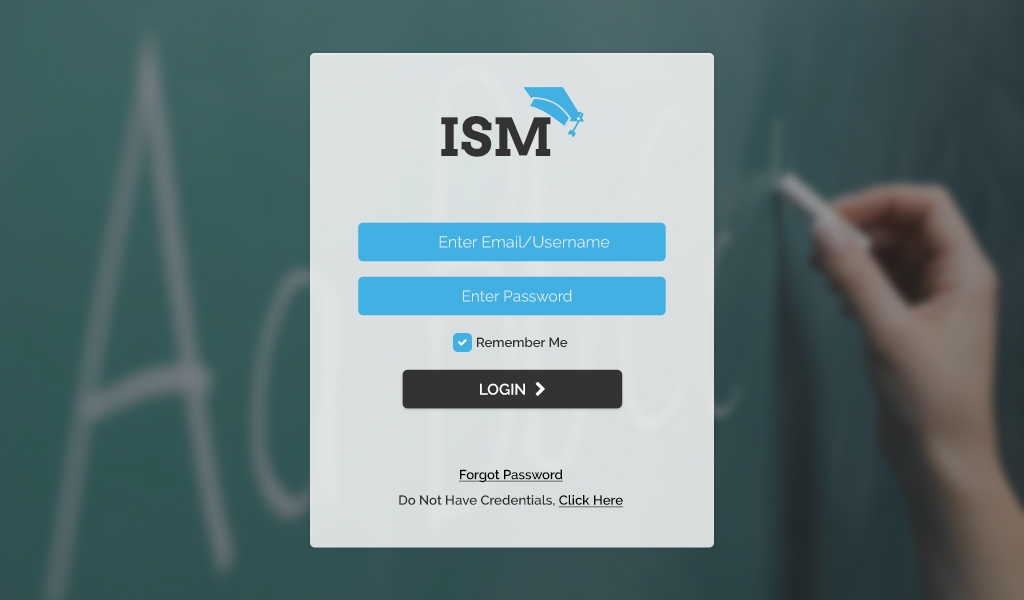 ISM
Enter Email/Username
Enter Password
Remember Me
LOGIN
Forgot Password
Do Not Have Credentials, Click Here